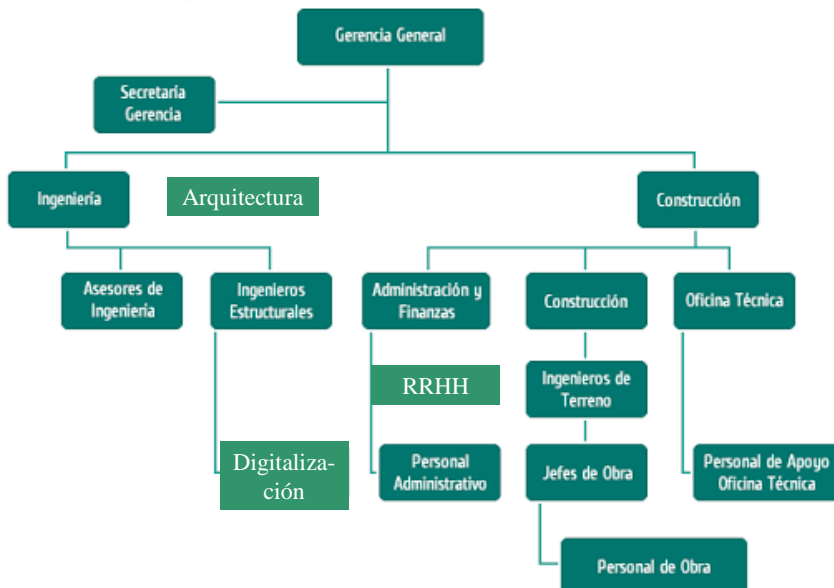 Gerencia General
Secretaría
Gerencia
Ingeniería
Arquitectura
Construcción
Asesores de
Ingeniería
Ingenieros
Estructurales
Administración y
Finanzas
Construcción
Oficina Técnica
RRHH
Ingenieros de
Terreno
Digitaliza-
ción
Personal
Administrativo
Jefes de Obra
Personal de Apoyo
Oficina Técnica
Personal de Obra